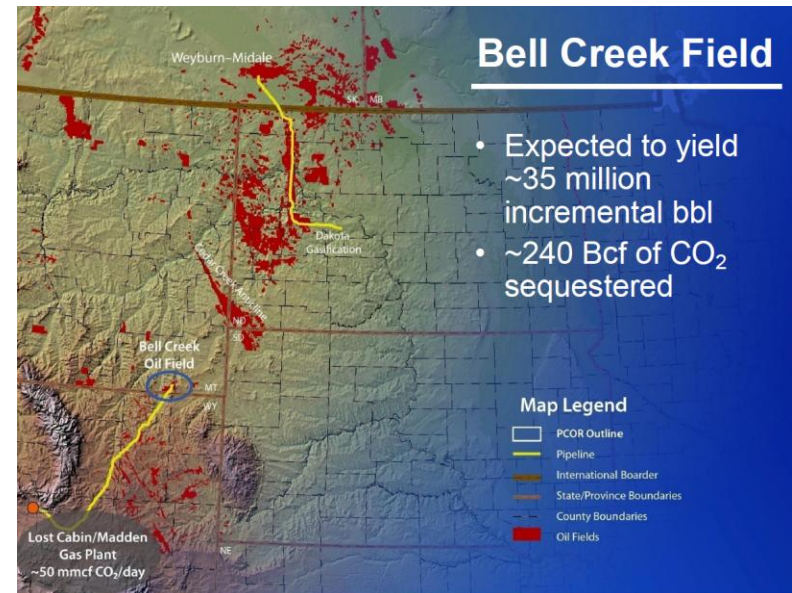 Bell Creek Field
• Expected to yield
~35 million
incremental bbl
• ~240 Bcf of CO₂
sequestered
Weyburn–Midale
SK MB
Dakota
Gasification
Cedar Creek Anticline
ND
SD
Bell Creek
Oil Field
MT
WY
Lost Cabin/Madden
Gas Plant
~50 mmcf CO₂/day
NE
Map Legend
PCOR Outline
Pipeline
International Boarder
State/Province Boundaries
County Boundaries
Oil Fields